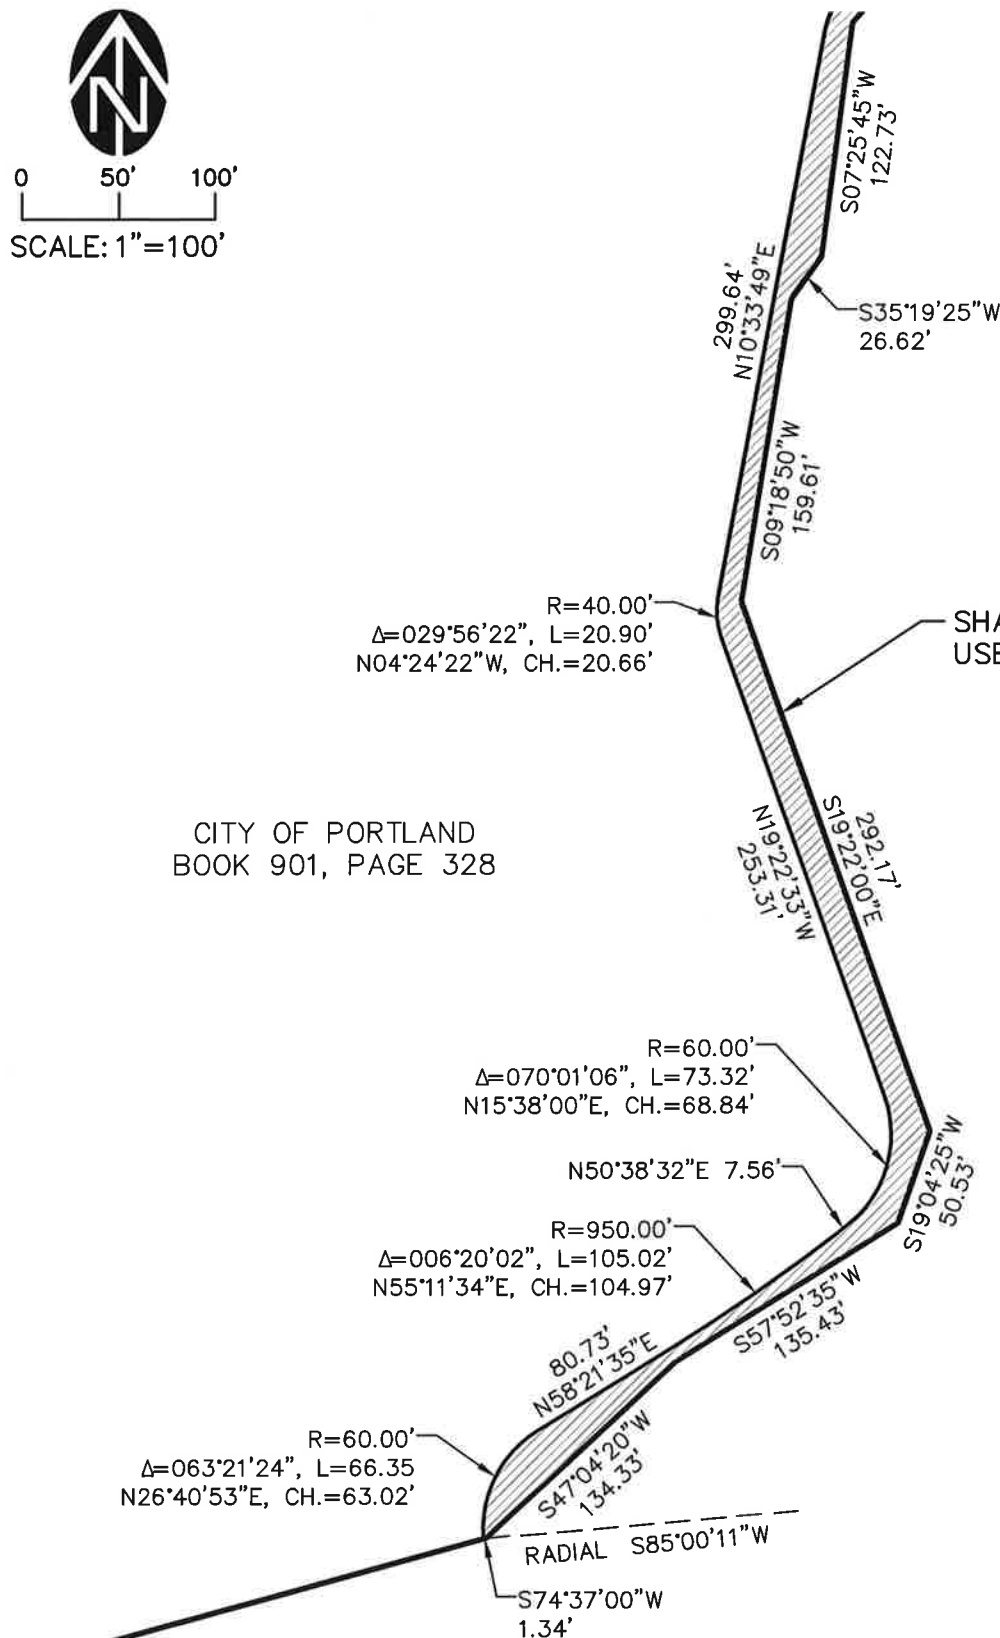 N
0 50' 100'
SCALE: 1"=100'
S07°25'45"W
122.73'
S35°19'25"W
26.62'
299.64'
N10°33'49"E
S09°18'50"W
159.61'
R=40.00'
Δ=029°56'22", L=20.90'
N04°24'22"W, CH.=20.66'
SHA
USE
CITY OF PORTLAND
BOOK 901, PAGE 328
N19°22'33"W
253.31'
292.17'
S19°22'00"E
R=60.00'
Δ=070°01'06", L=73.32'
N15°38'00"E, CH.=68.84'
N50°38'32"E 7.56'
S19°04'25"W
50.53'
R=950.00'
Δ=006°20'02", L=105.02'
N55°11'34"E, CH.=104.97'
S57°52'35"W
135.43'
80.73'
N58°21'35"E
R=60.00'
Δ=063°21'24", L=66.35
N26°40'53"E, CH.=63.02'
S47°04'20"W
134.33'
RADIAL S85°00'11"W
S74°37'00"W
1.34'